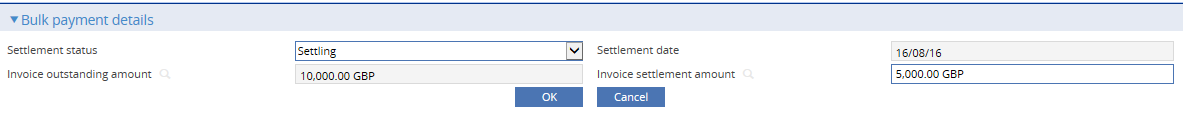 Bulk payment details
Settlement status Settling Settlement date 16/08/16
Invoice outstanding amount 10,000.00 GBP Invoice settlement amount 5,000.00 GBP
OK Cancel